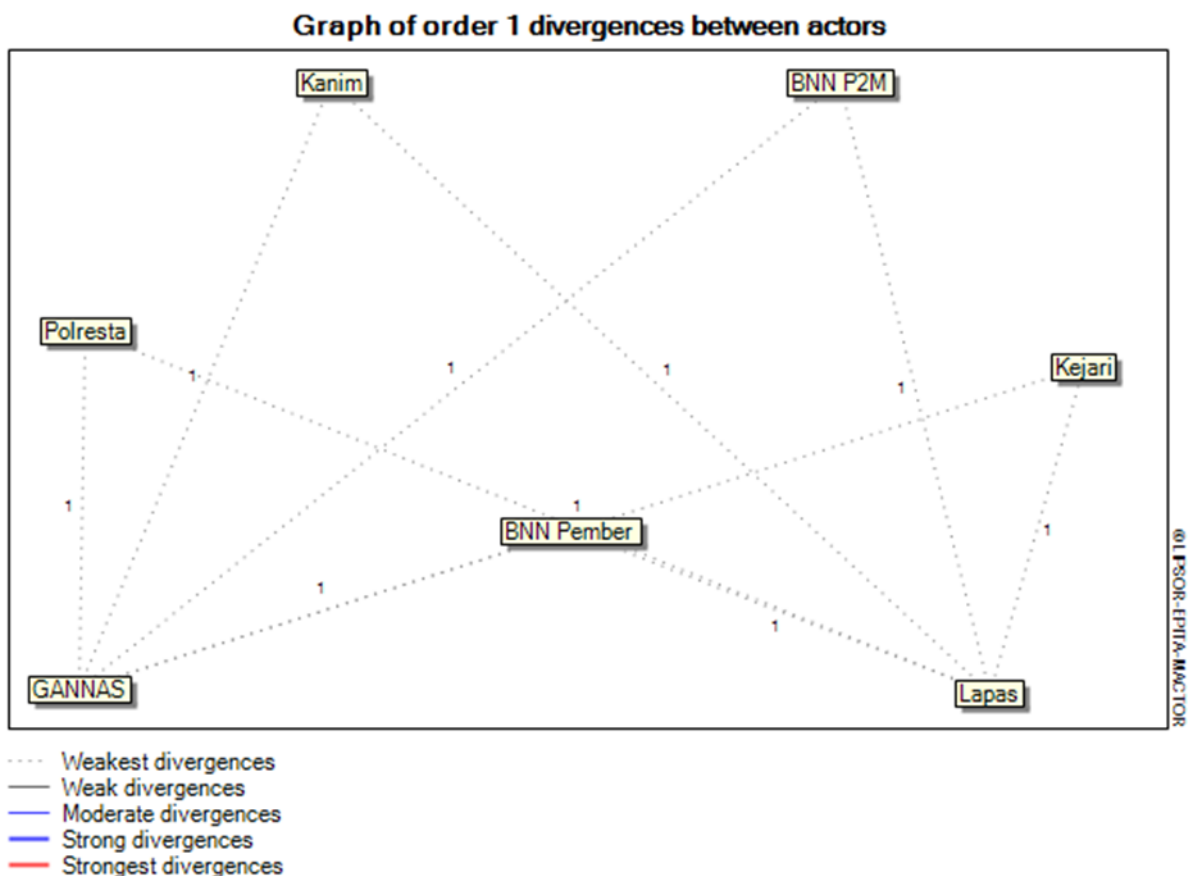 Graph of order 1 divergences between actors
Kanim
BNN P2M
Polresta
Kejari
1
1
1
1
1
1
1
BNN Pember
1
1
1
GANNAS
Lapas
@LIPSOR-EPITA-MACTOR
Weakest divergences
Weak divergences
Moderate divergences
Strong divergences
Strongest divergences